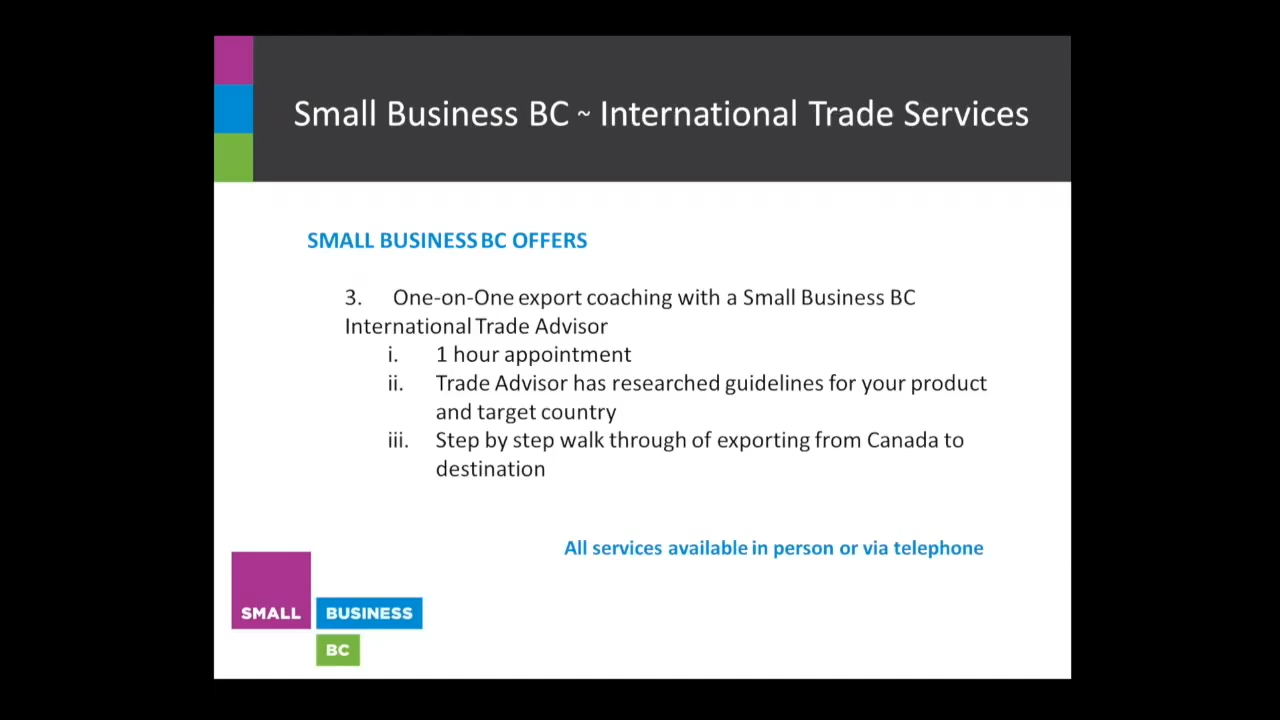 Small Business BC ~ International Trade Services
SMALL BUSINESS BC OFFERS
3. One-on-One export coaching with a Small Business BC
International Trade Advisor
i. 1 hour appointment
ii. Trade Advisor has researched guidelines for your product
and target country
iii. Step by step walk through of exporting from Canada to
destination
All services available in person or via telephone
SMALL BUSINESS
BC